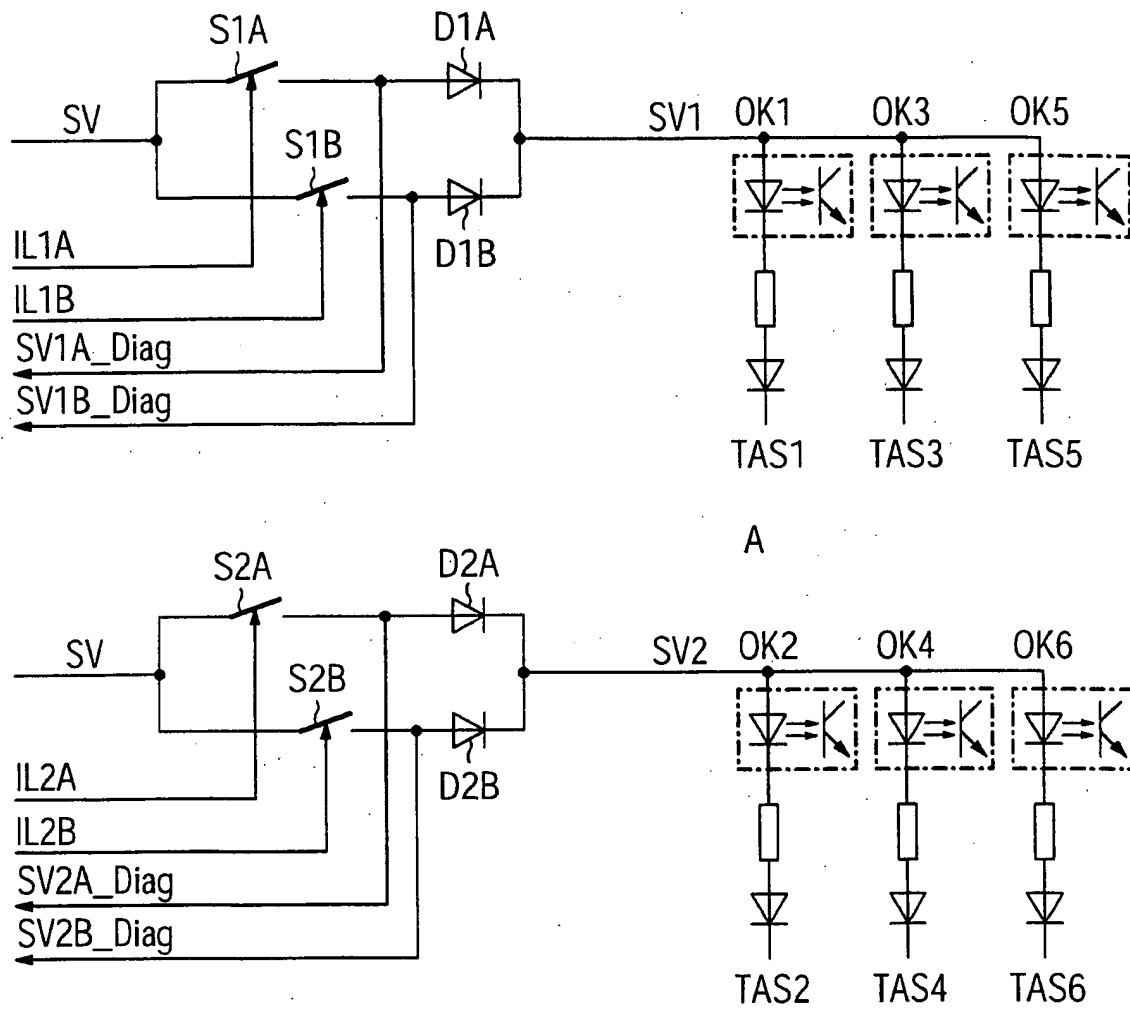 S1A
D1A
SV
S1B
SV1
OK1
OK3
OK5
D1B
IL1A
IL1B
SV1A_Diag
SV1B_Diag
TAS1
TAS3
TAS5
A
S2A
D2A
SV
S2B
SV2
OK2
OK4
OK6
D2B
IL2A
IL2B
SV2A_Diag
SV2B_Diag
TAS2
TAS4
TAS6